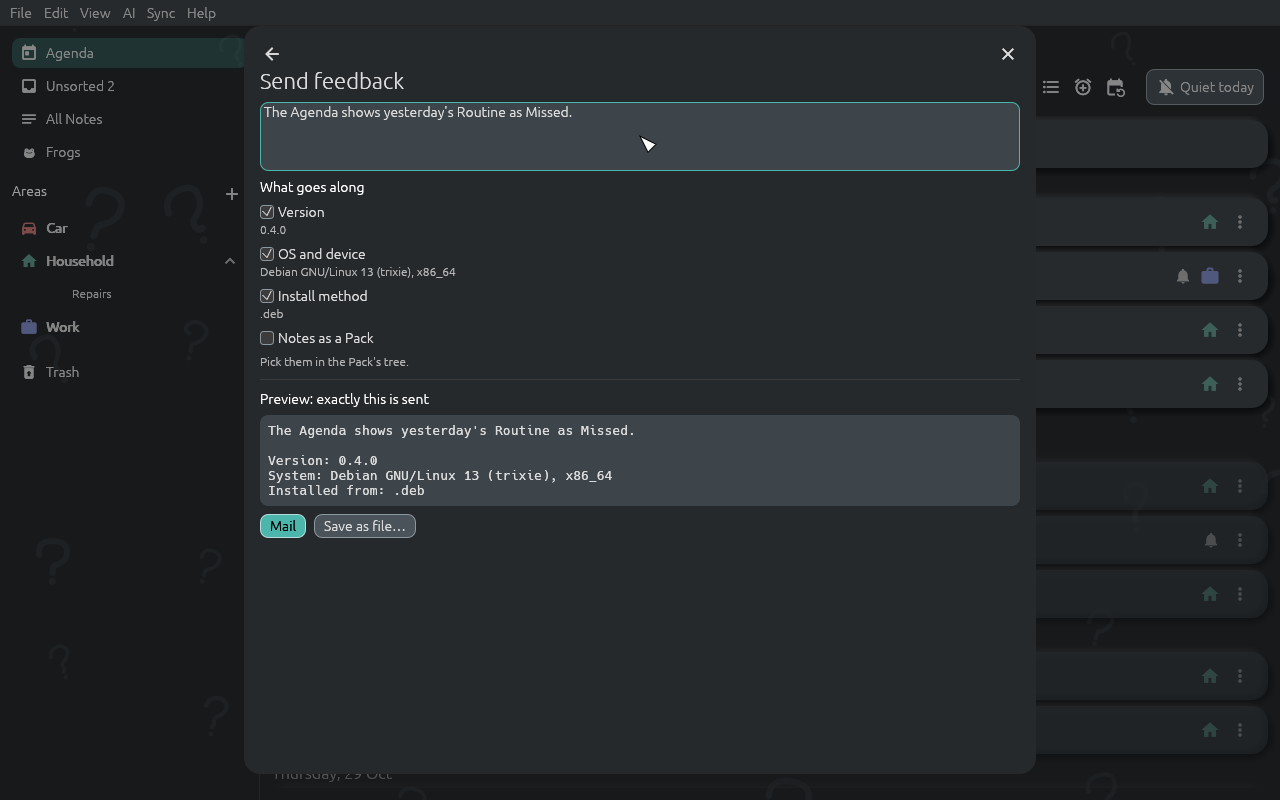 File Edit View AI Sync Help
Agenda
Unsorted 2
All Notes
Frogs
Areas
Car
Household
Repairs
Work
Trash
Send feedback
The Agenda shows yesterday's Routine as Missed.
What goes along
Version
0.4.0
OS and device
Debian GNU/Linux 13 (trixie), x86_64
Install method
.deb
Notes as a Pack
Pick them in the Pack's tree.
Preview: exactly this is sent
The Agenda shows yesterday's Routine as Missed.
Version: 0.4.0
System: Debian GNU/Linux 13 (trixie), x86_64
Installed from: .deb
Mail
Save as file…
Quiet today
Thursday, 29 Oct